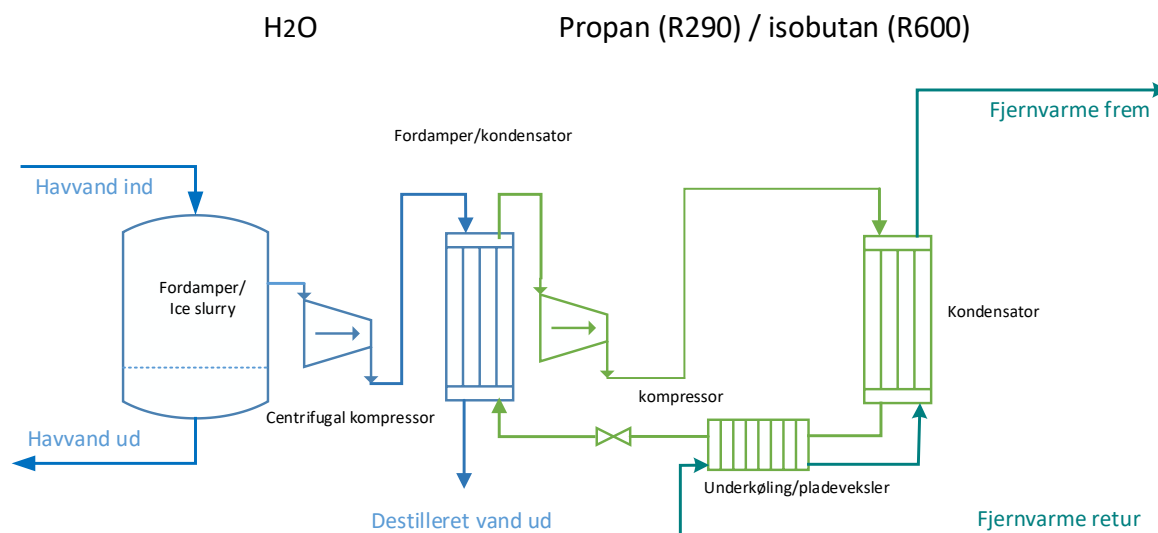 H2O
Propan (R290) / isobutan (R600)
Fjernvarme frem
Fordamper/kondensator
Havvand ind
Fordamper/
Ice slurry
Kondensator
kompressor
Centrifugal kompressor
Havvand ud
Underkøling/pladeveksler
Destilleret vand ud
Fjernvarme retur